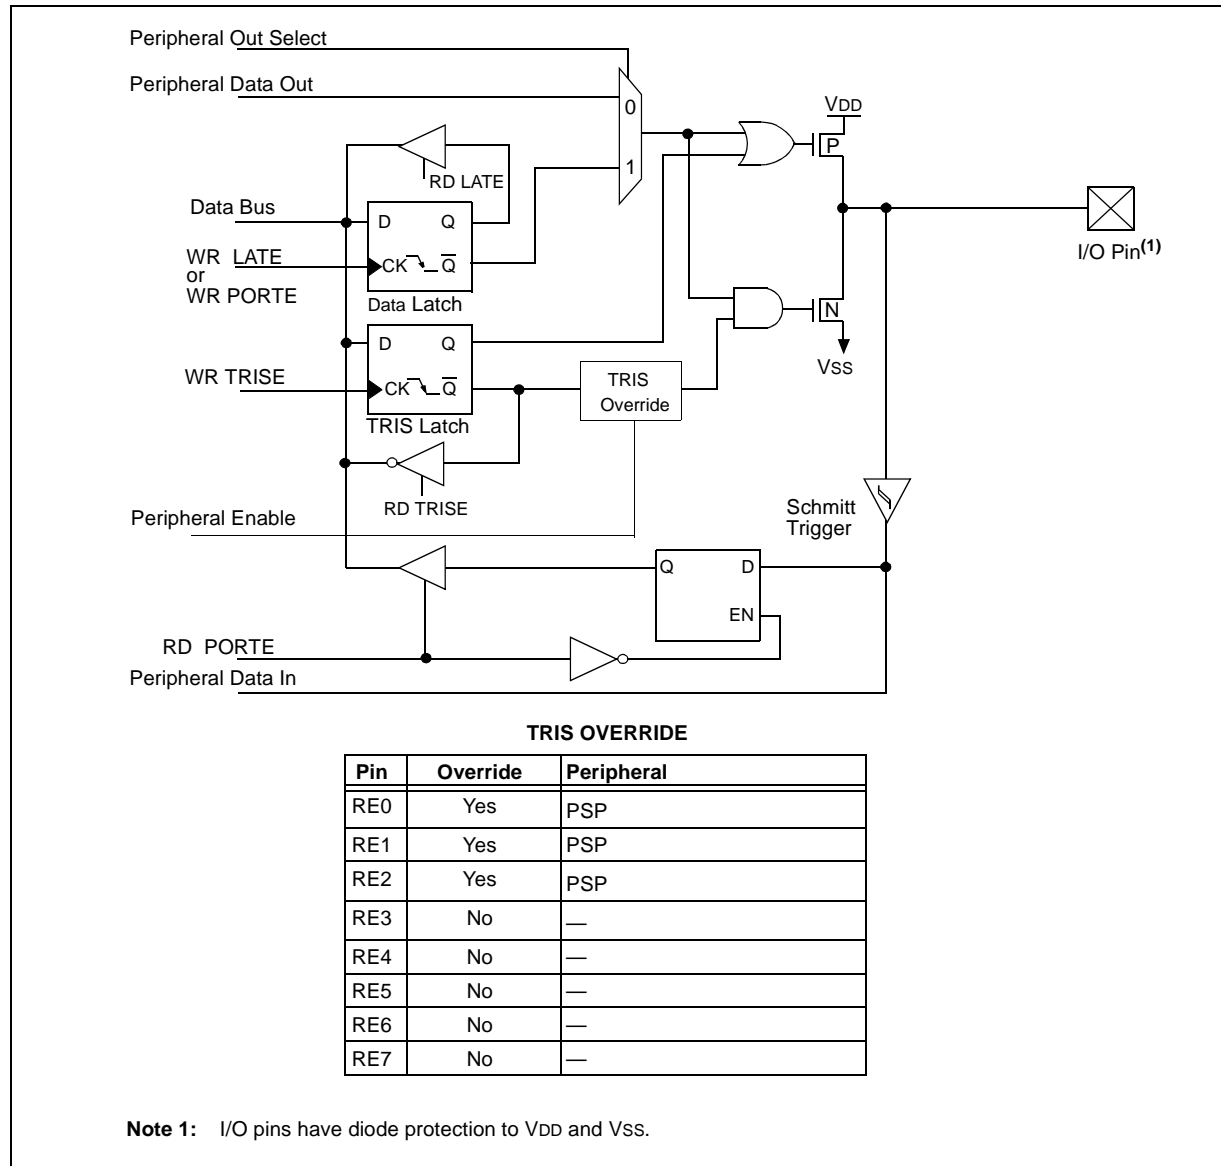 Peripheral Out Select
Peripheral Data Out
0
1
VDD
P
RD LATE
Data Bus
D Q
WR LATE
or
WR PORTE
CK Q̅
Data Latch
I/O Pin(1)
N
VSS
D Q
WR TRISE
CK Q̅
TRIS Latch
TRIS
Override
RD TRISE
Peripheral Enable
Schmitt
Trigger
Q D
EN
RD PORTE
Peripheral Data In
TRIS OVERRIDE
Pin Override Peripheral
RE0 Yes PSP
RE1 Yes PSP
RE2 Yes PSP
RE3 No —
RE4 No —
RE5 No —
RE6 No —
RE7 No —
Note 1: I/O pins have diode protection to VDD and VSS.